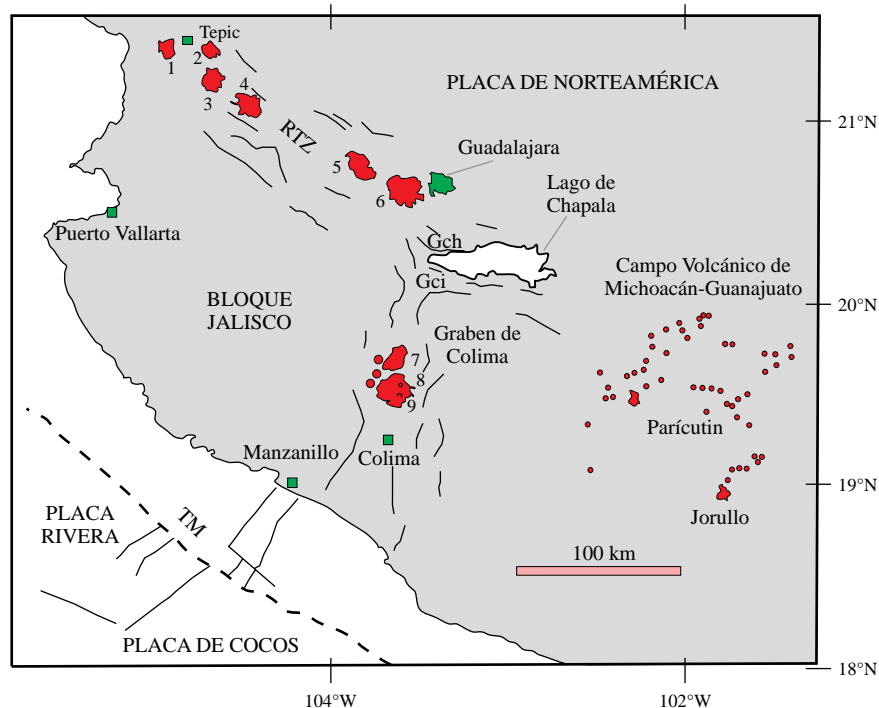 Tepic
1
2
3
4
PLACA DE NORTEAMÉRICA
RTZ
21°N
5
6
Guadalajara
Lago de
Chapala
Puerto Vallarta
Gch
Gci
Campo Volcánico de
Michoacán-Guanajuato
BLOQUE
JALISCO
20°N
Graben de
Colima
7
8
9
Parícutin
Manzanillo
Colima
19°N
PLACA
RIVERA
TM
Jorullo
100 km
PLACA DE COCOS
18°N
104°W
102°W